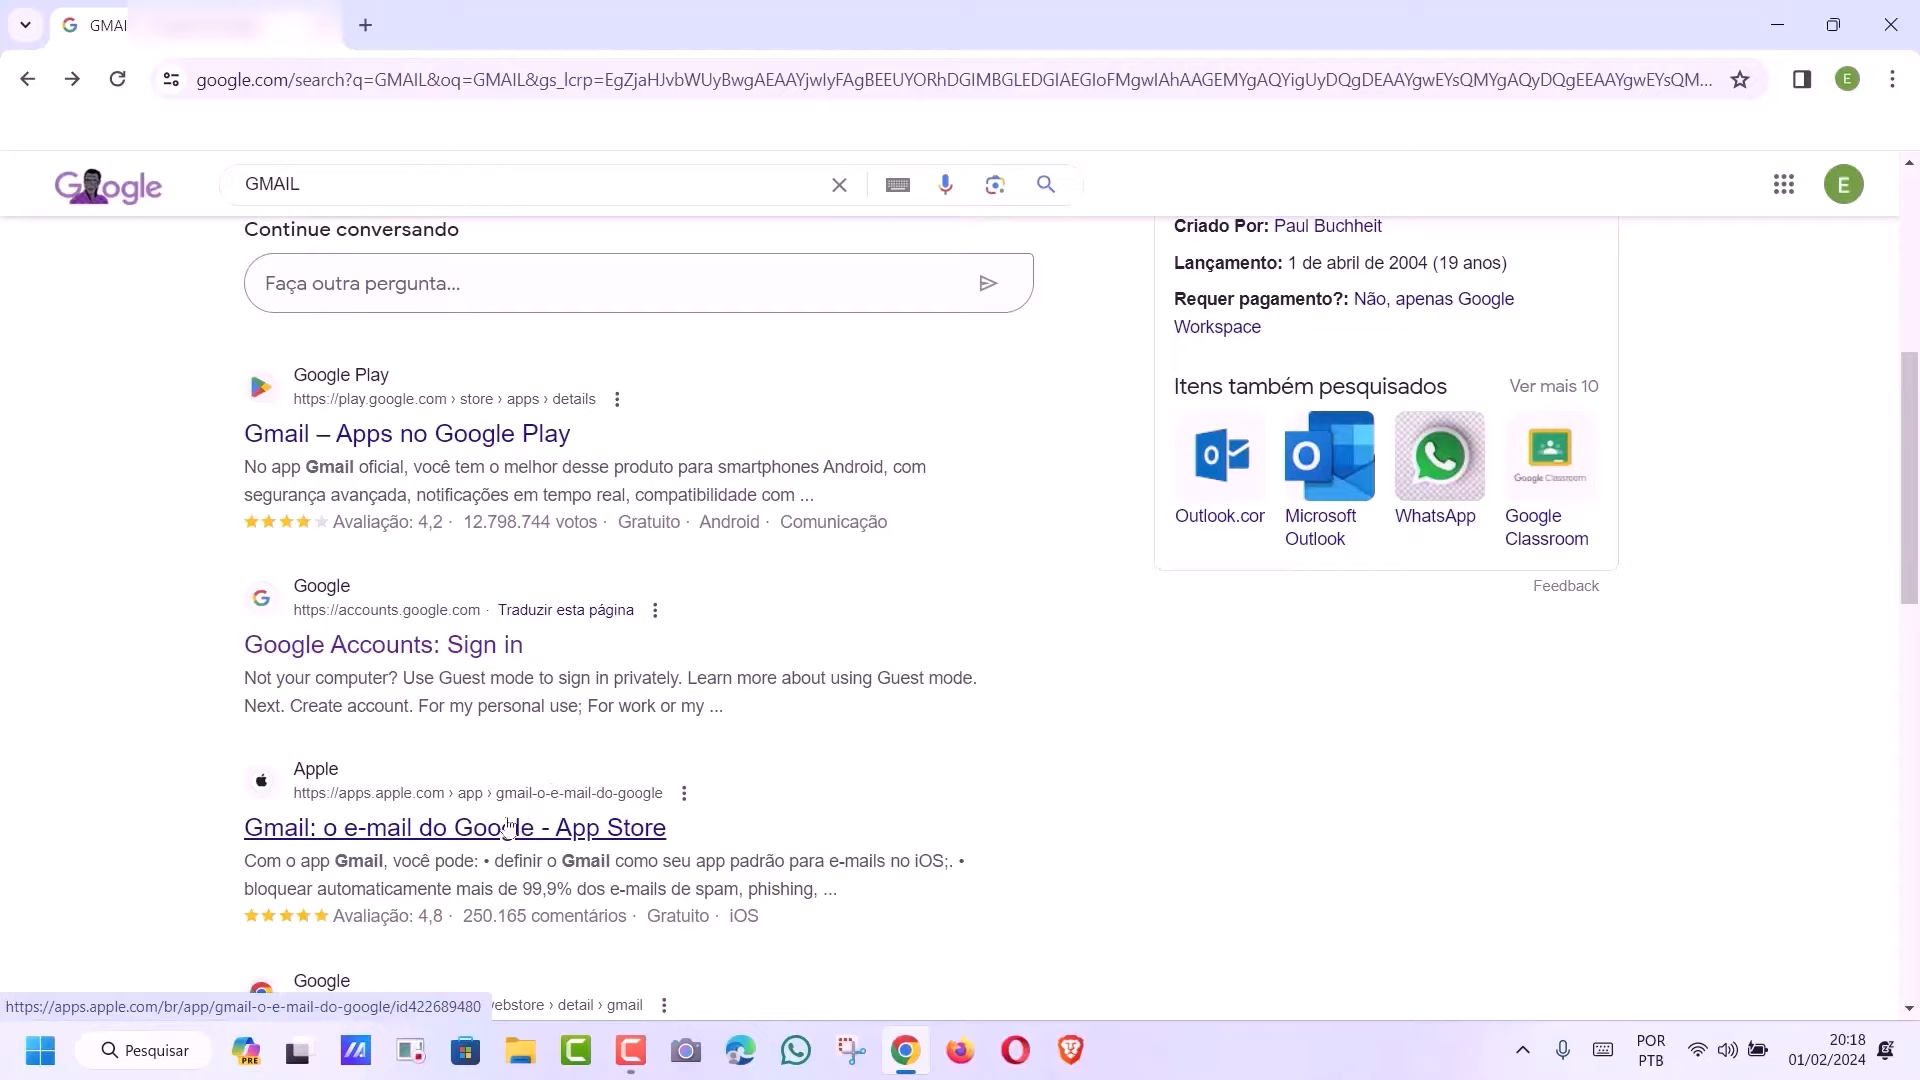 GMAI
google.com/search?q=GMAIL&oq=GMAIL&gs_lcrp=EgZjaHJvbWUyBwgAEAAYjwIyFAgBEEUYORhDGIMBGLEDGIAEGIoFMgwIAhAAGEMYgAQYigUyDQgDEAAYgwEYsQMYgAQyDQgEEAAYgwEYsQM...
E
Google
GMAIL
E
Continue conversando
Faça outra pergunta...
Criado Por: Paul Buchheit
Lançamento: 1 de abril de 2004 (19 anos)
Requer pagamento?: Não, apenas Google
Workspace
Itens também pesquisados
Ver mais 10
Outlook.cor
Microsoft
Outlook
WhatsApp
Google Classroom
Google
Classroom
Feedback
Google Play
https://play.google.com › store › apps › details
Gmail – Apps no Google Play
No app Gmail oficial, você tem o melhor desse produto para smartphones Android, com
segurança avançada, notificações em tempo real, compatibilidade com ...
Avaliação: 4,2 · 12.798.744 votos · Gratuito · Android · Comunicação
Google
https://accounts.google.com · Traduzir esta página
Google Accounts: Sign in
Not your computer? Use Guest mode to sign in privately. Learn more about using Guest mode.
Next. Create account. For my personal use; For work or my ...
Apple
https://apps.apple.com › app › gmail-o-e-mail-do-google
Gmail: o e-mail do Google - App Store
Com o app Gmail, você pode: • definir o Gmail como seu app padrão para e-mails no iOS;. •
bloquear automaticamente mais de 99,9% dos e-mails de spam, phishing, ...
Avaliação: 4,8 · 250.165 comentários · Gratuito · iOS
Google
ebstore › detail › gmail
https://apps.apple.com/br/app/gmail-o-e-mail-do-google/id422689480
Pesquisar
PRE
POR
PTB
20:18
01/02/2024